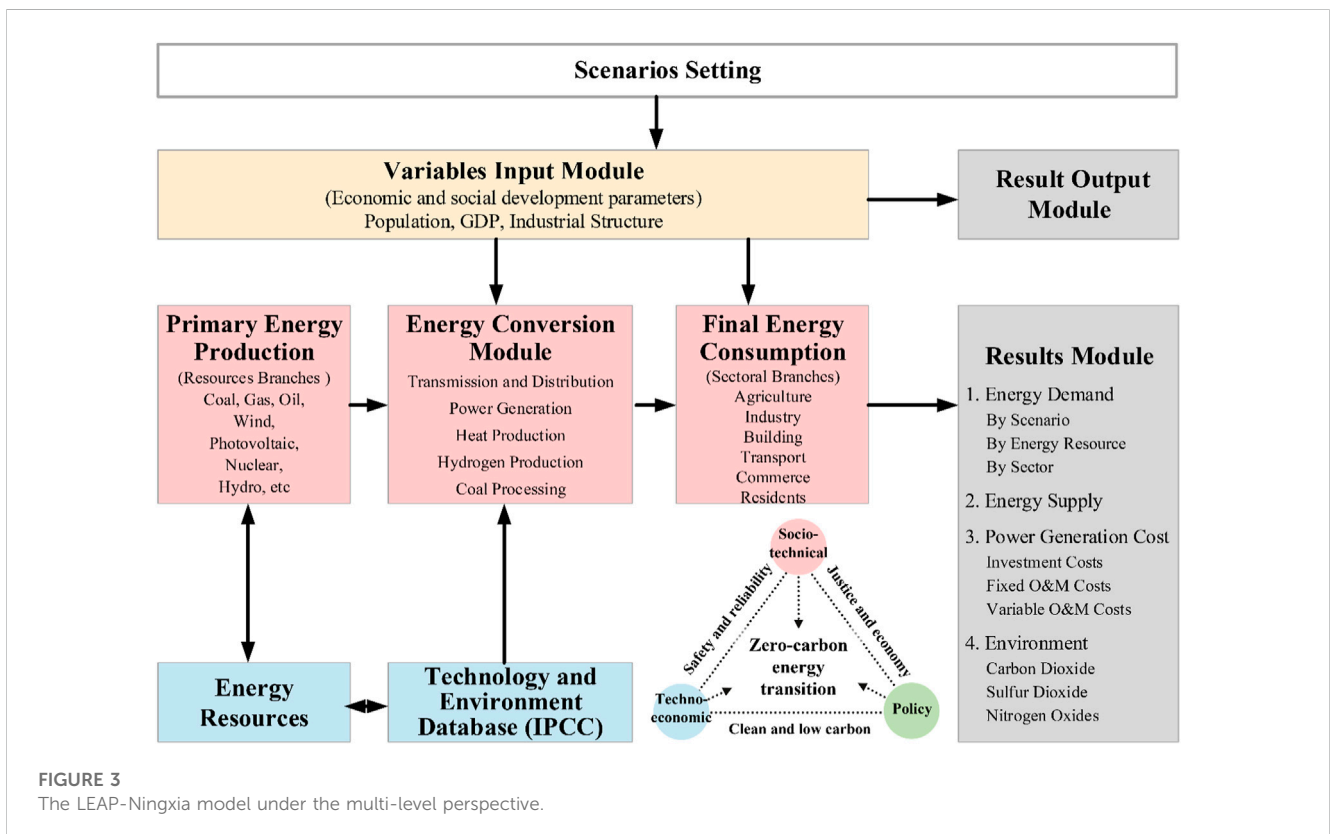 Scenarios Setting
Variables Input Module
(Economic and social development parameters)
Population, GDP, Industrial Structure
Result Output
Module
Primary Energy
Production
(Resources Branches )
Coal, Gas, Oil,
Wind,
Photovoltaic,
Nuclear,
Hydro, etc
Energy Conversion
Module
Transmission and Distribution
Power Generation
Heat Production
Hydrogen Production
Coal Processing
Final Energy
Consumption
(Sectoral Branches)
Agriculture
Industry
Building
Transport
Commerce
Residents
Results Module
1. Energy Demand
By Scenario
By Energy Resource
By Sector
2. Energy Supply
3. Power Generation Cost
Investment Costs
Fixed O&M Costs
Variable O&M Costs
4. Environment
Carbon Dioxide
Sulfur Dioxide
Nitrogen Oxides
Energy
Resources
Technology and
Environment
Database (IPCC)
Socio-
technical
Safety and reliability
Justice and economy
Zero-carbon
energy
transition
Techno-
economic
Policy
Clean and low carbon
FIGURE 3
The LEAP-Ningxia model under the multi-level perspective.